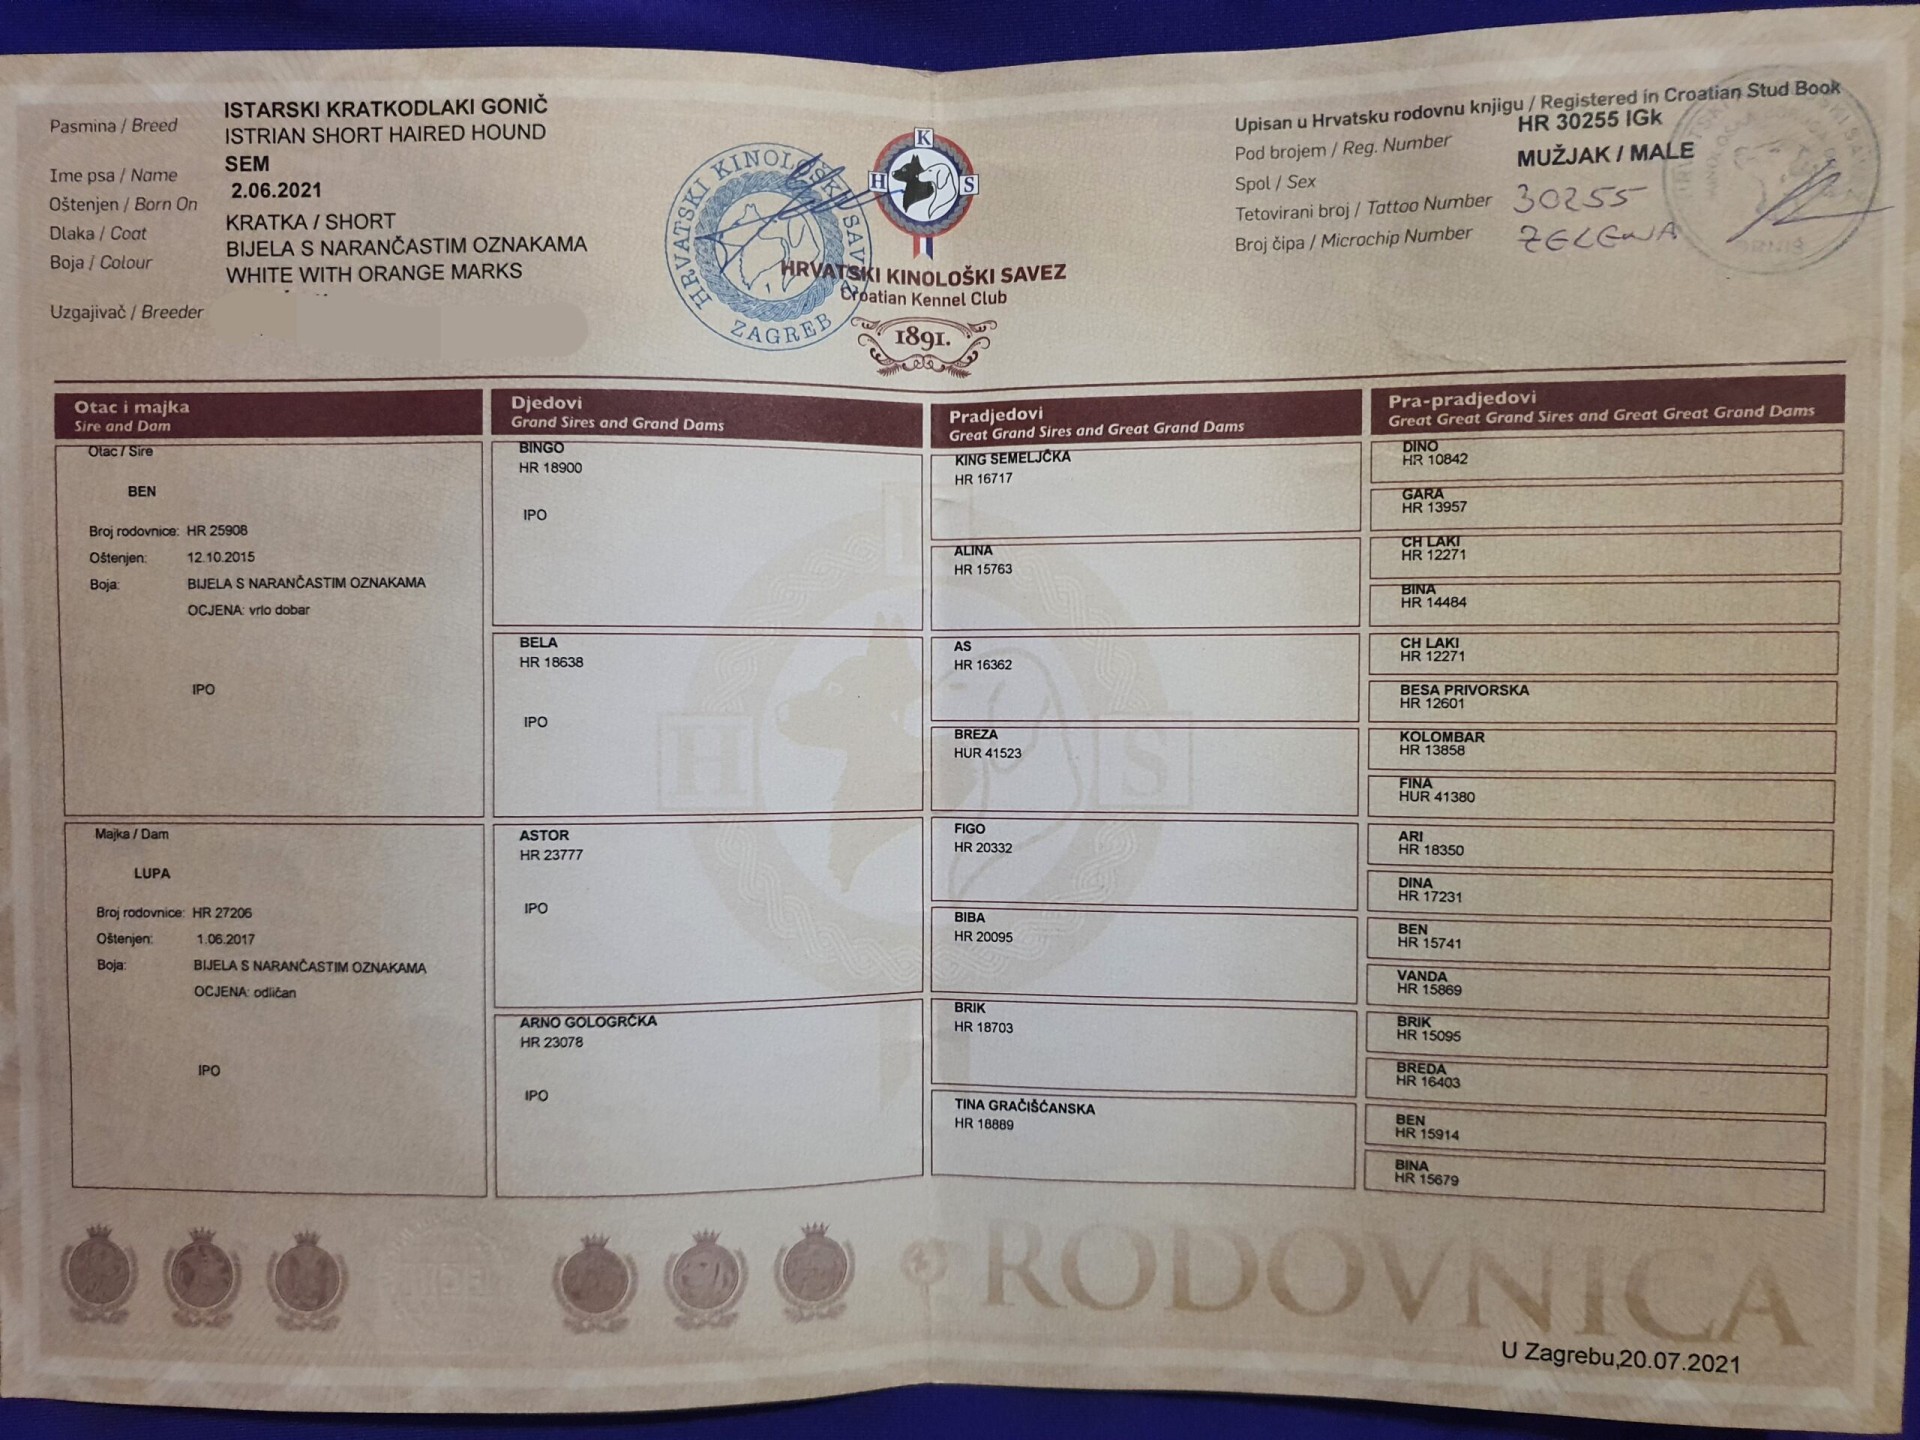 Pasmina / Breed
ISTARSKI KRATKODLAKI GONIČ
ISTRIAN SHORT HAIRED HOUND
Ime psa / Name
SEM
Oštenjen / Born On
2.06.2021
Dlaka / Coat
KRATKA / SHORT
Boja / Colour
BIJELA S NARANČASTIM OZNAKAMA
WHITE WITH ORANGE MARKS
Uzgajivač / Breeder
HRVATSKI KINOLOŠKI SAVEZ
ZAGREB
1
K
H S
HRVATSKI KINOLOŠKI SAVEZ
Croatian Kennel Club
1891.
Upisan u Hrvatsku rodovnu knjigu / Registered in Croatian Stud Book
Pod brojem / Reg. Number
HR 30255 IGk
Spol / Sex
MUŽJAK / MALE
Tetovirani broj / Tattoo Number
30255
Broj čipa / Microchip Number
ZELENA
Otac i majka
Sire and Dam
Otac / Sire
BEN
Broj rodovnice: HR 25908
Oštenjen: 12.10.2015
Boja: BIJELA S NARANČASTIM OZNAKAMA
OCJENA: vrlo dobar
IPO
Majka / Dam
LUPA
Broj rodovnice: HR 27206
Oštenjen: 1.06.2017
Boja: BIJELA S NARANČASTIM OZNAKAMA
OCJENA: odličan
IPO
Djedovi
Grand Sires and Grand Dams
BINGO
HR 18900
IPO
BELA
HR 18638
IPO
ASTOR
HR 23777
IPO
ARNO GOLOGRČKA
HR 23078
IPO
Pradjedovi
Great Grand Sires and Great Grand Dams
KING SEMELJČKA
HR 16717
ALINA
HR 15763
AS
HR 16362
BREZA
HUR 41523
FIGO
HR 20332
BIBA
HR 20095
BRIK
HR 18703
TINA GRAČIŠĆANSKA
HR 18889
Pra-pradjedovi
Great Great Grand Sires and Great Great Grand Dams
DINO
HR 10842
GARA
HR 13957
CH LAKI
HR 12271
BINA
HR 14484
CH LAKI
HR 12271
BESA PRIVORSKA
HR 12601
KOLOMBAR
HR 13858
FINA
HUR 41380
ARI
HR 18350
DINA
HR 17231
BEN
HR 15741
VANDA
HR 15869
BRIK
HR 15095
BREDA
HR 16403
BEN
HR 15914
BINA
HR 15679
H S
RODOVNICA
U Zagrebu,20.07.2021